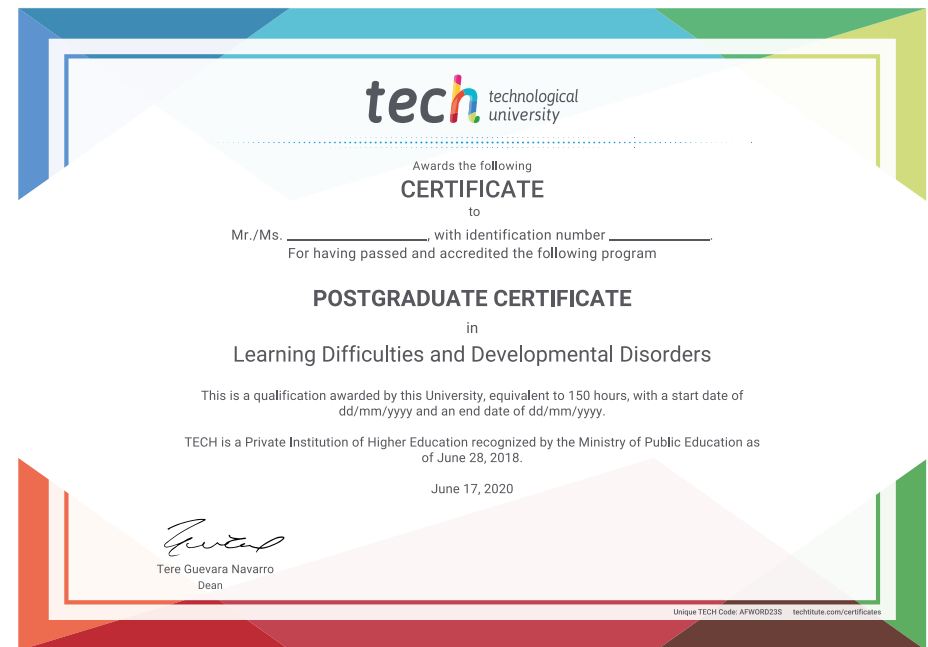 tech technological
university
Awards the following
CERTIFICATE
to
Mr./Ms. ____________________, with identification number ______________.
For having passed and accredited the following program
POSTGRADUATE CERTIFICATE
in
Learning Difficulties and Developmental Disorders
This is a qualification awarded by this University, equivalent to 150 hours, with a start date of
dd/mm/yyyy and an end date of dd/mm/yyyy.
TECH is a Private Institution of Higher Education recognized by the Ministry of Public Education as
of June 28, 2018.
June 17, 2020
Tere Guevara Navarro
Dean
Unique TECH Code: AFWORD23S techtitute.com/certificates